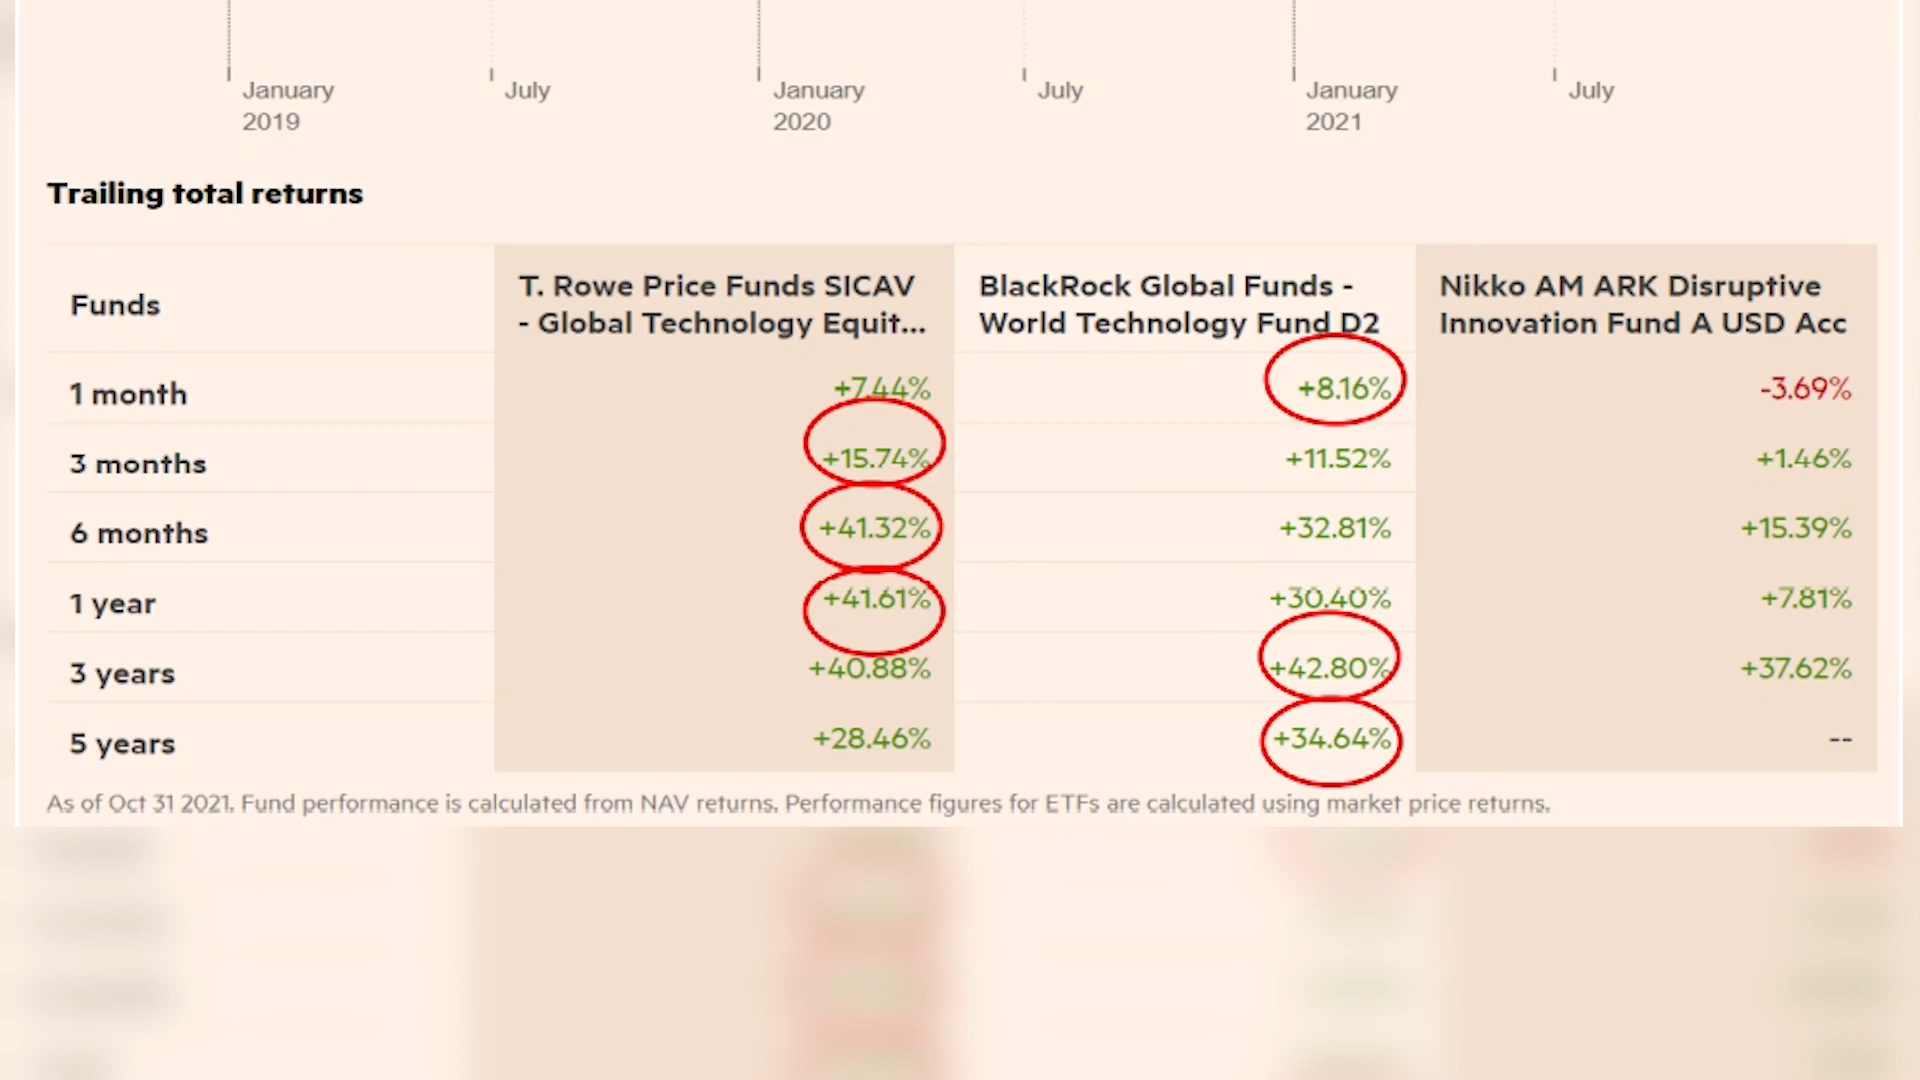 January
2019
July
January
2020
July
January
2021
July
Trailing total returns
Funds
T. Rowe Price Funds SICAV
- Global Technology Equit...
BlackRock Global Funds -
World Technology Fund D2
Nikko AM ARK Disruptive
Innovation Fund A USD Acc
1 month +7.44% +8.16% -3.69%
3 months +15.74% +11.52% +1.46%
6 months +41.32% +32.81% +15.39%
1 year +41.61% +30.40% +7.81%
3 years +40.88% +42.80% +37.62%
5 years +28.46% +34.64% --
As of Oct 31 2021. Fund performance is calculated from NAV returns. Performance figures for ETFs are calculated using market price returns.